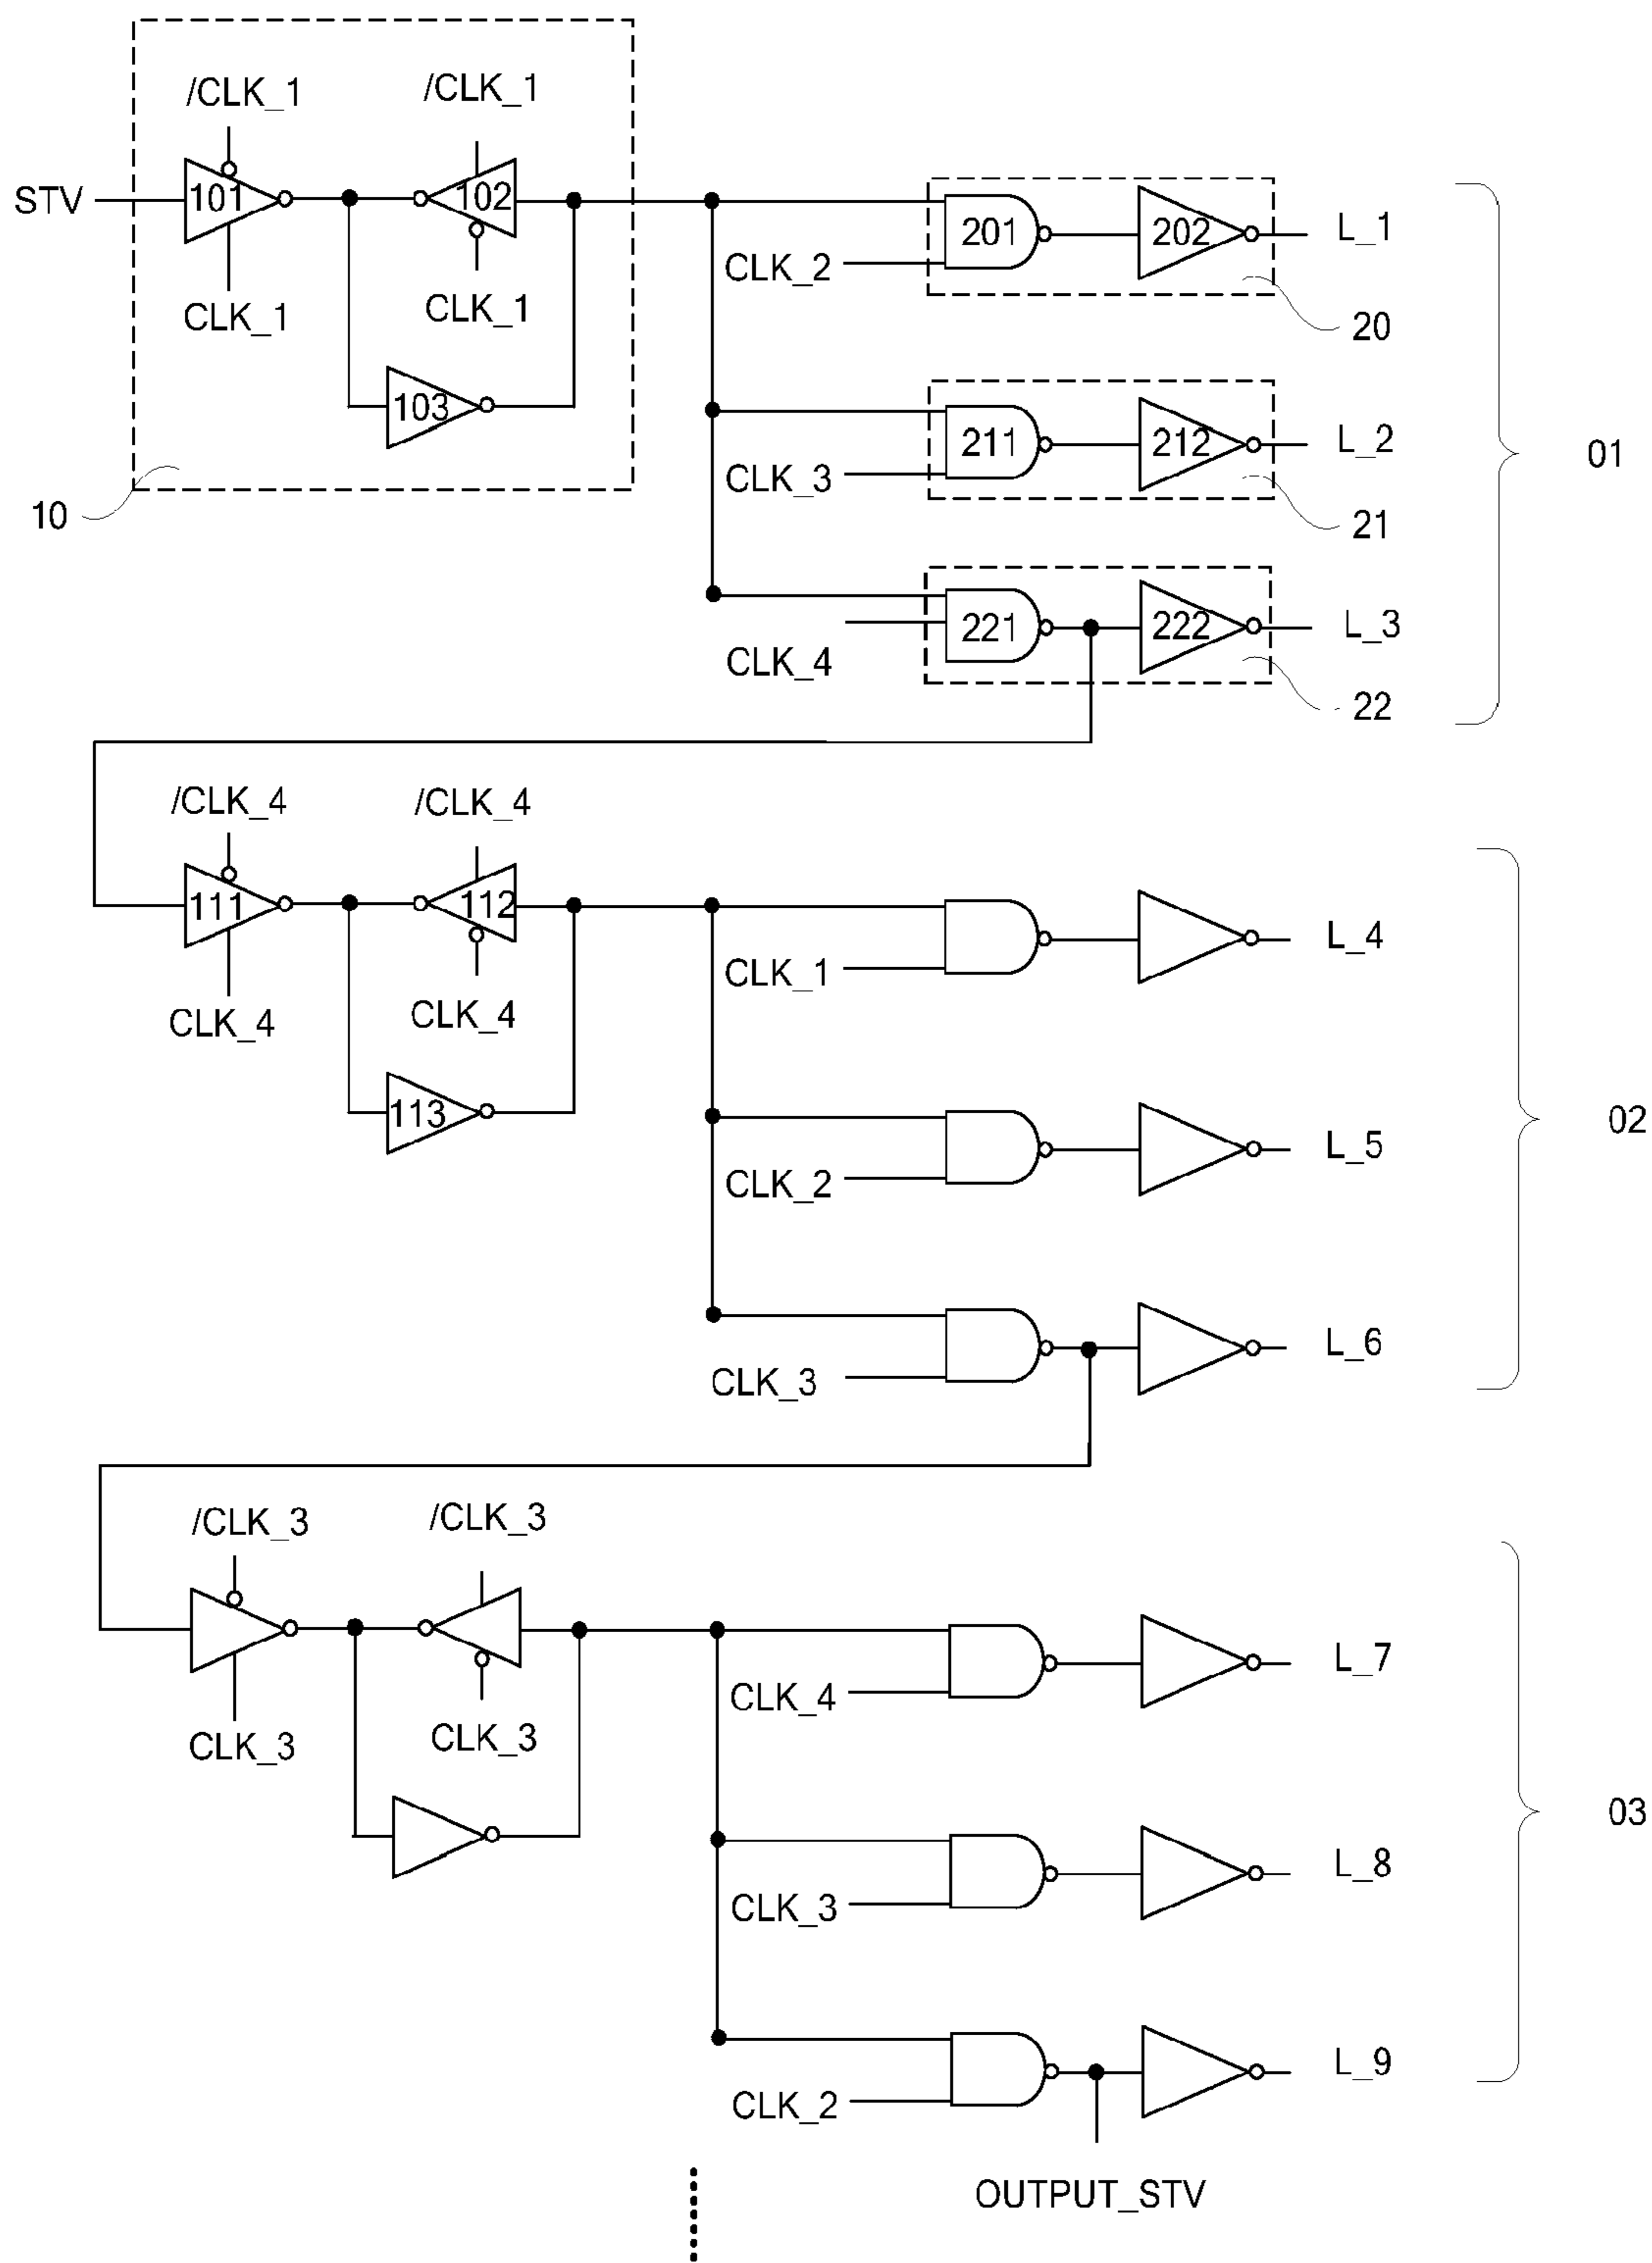 /CLK_1
/CLK_1
STV
101
102
CLK_1
CLK_1
103
10
201
202
L_1
CLK_2
20
211
212
L_2
CLK_3
21
01
221
222
L_3
CLK_4
22
/CLK_4
/CLK_4
111
112
CLK_4
CLK_4
113
L_4
CLK_1
L_5
CLK_2
L_6
CLK_3
02
/CLK_3
/CLK_3
CLK_3
CLK_3
L_7
CLK_4
L_8
CLK_3
L_9
CLK_2
03
OUTPUT_STV